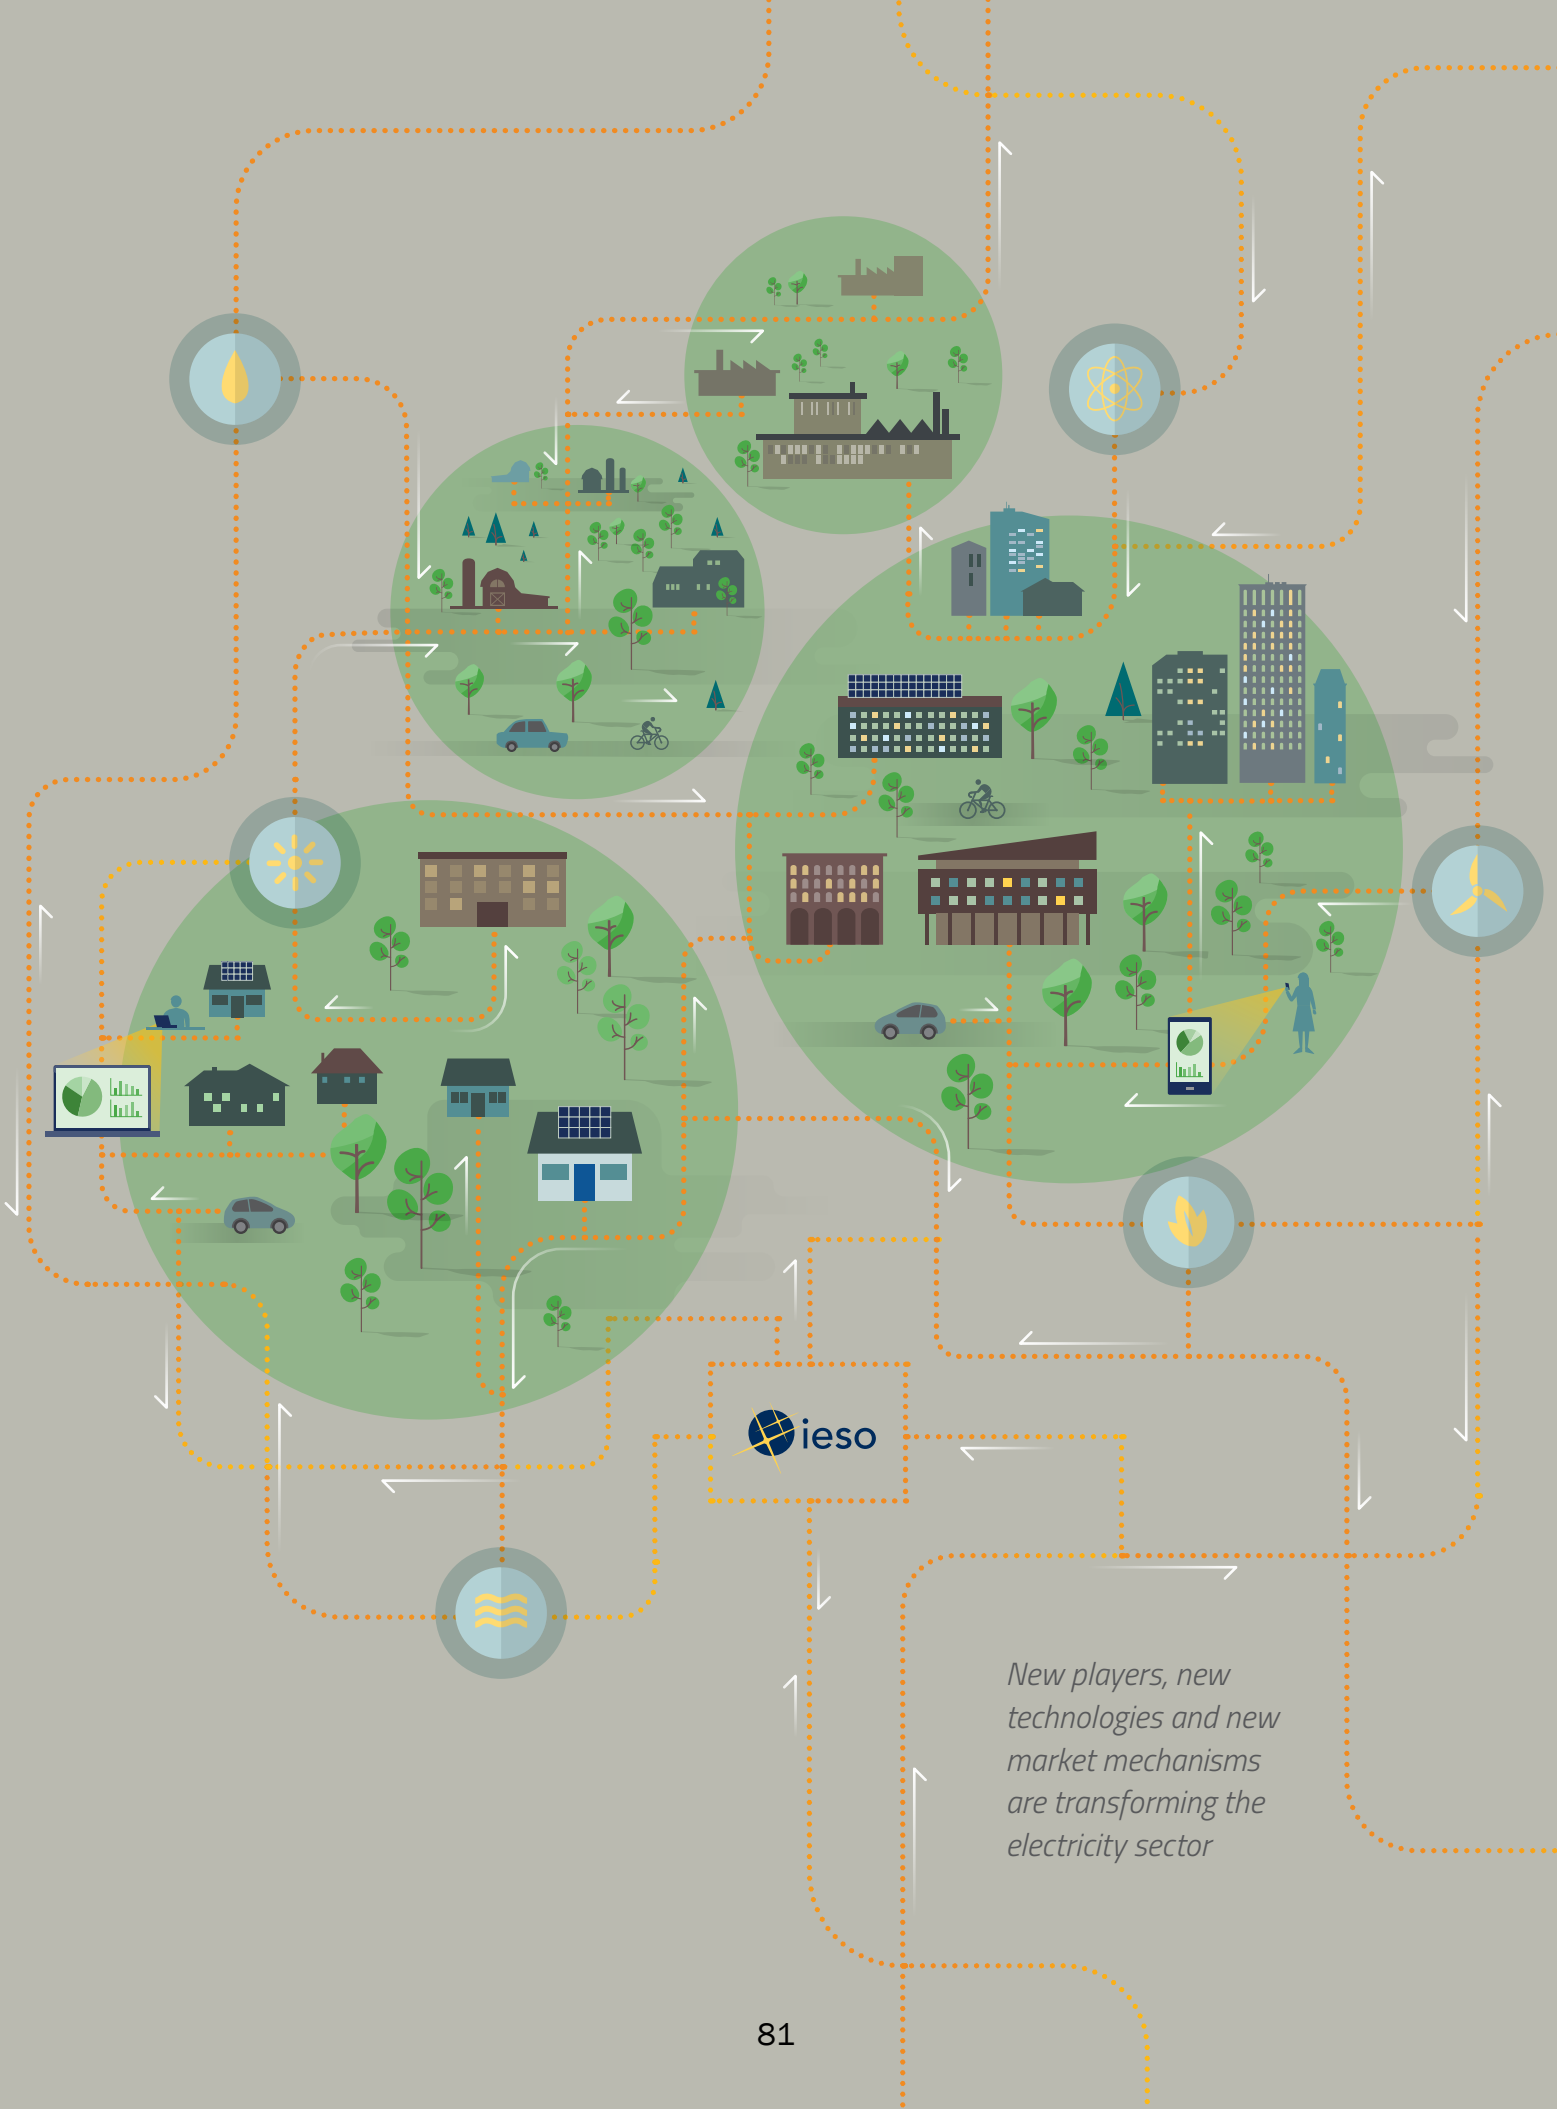 ieso
New players, new
technologies and new
market mechanisms
are transforming the
electricity sector
81